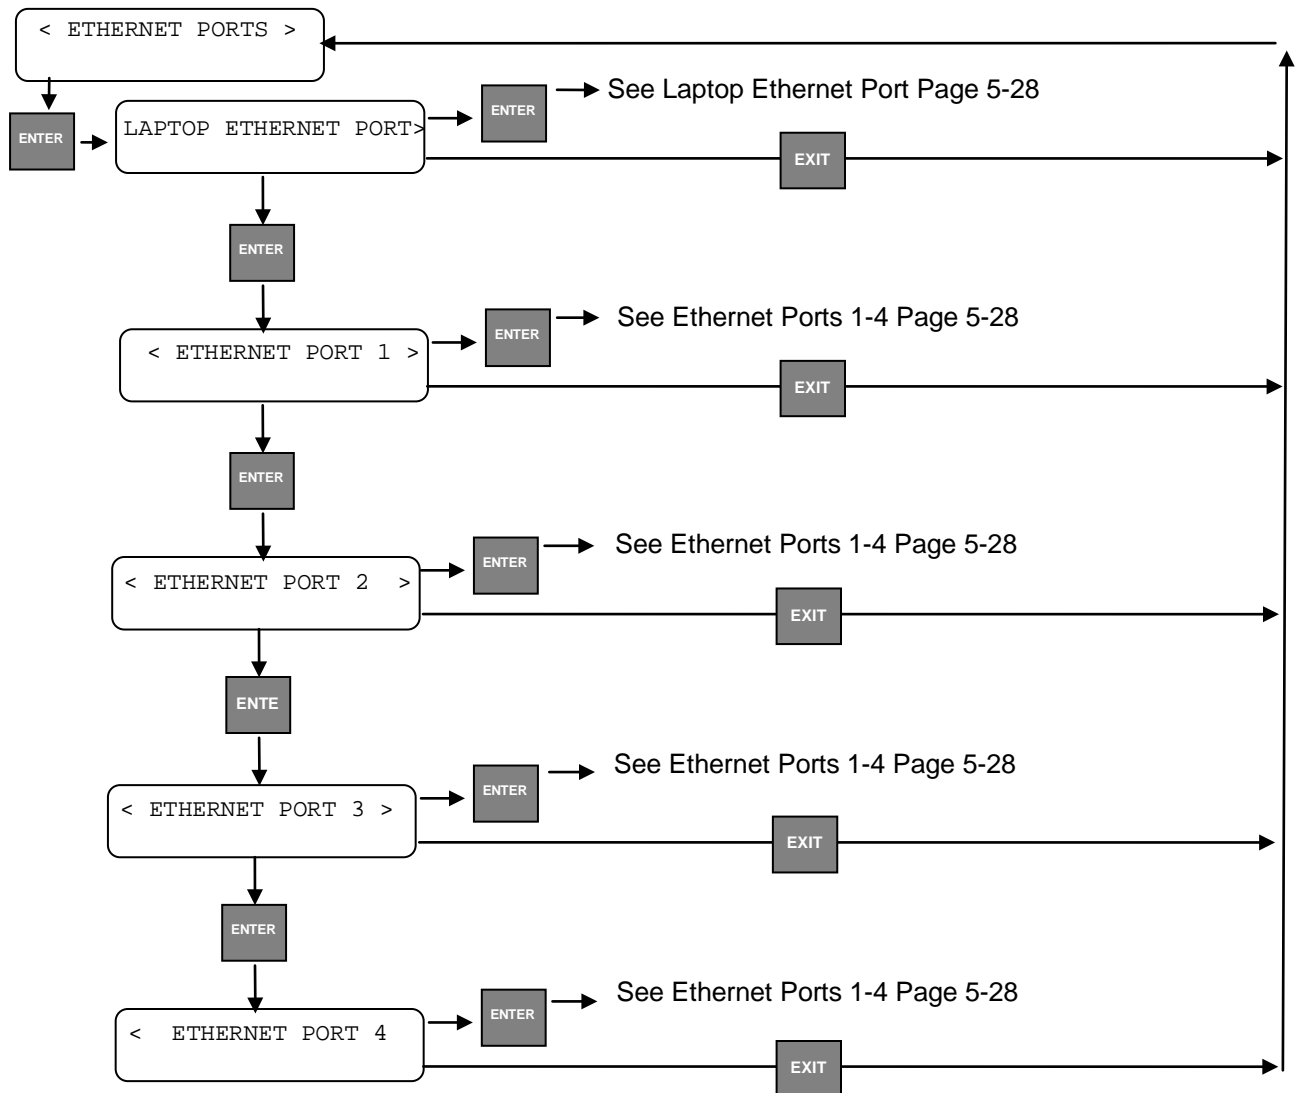 < ETHERNET PORTS >
ENTER
LAPTOP ETHERNET PORT>
ENTER
See Laptop Ethernet Port Page 5-28
EXIT
ENTER
< ETHERNET PORT 1 >
ENTER
See Ethernet Ports 1-4 Page 5-28
EXIT
ENTER
< ETHERNET PORT 2 >
ENTER
See Ethernet Ports 1-4 Page 5-28
EXIT
ENTE
< ETHERNET PORT 3 >
ENTER
See Ethernet Ports 1-4 Page 5-28
EXIT
ENTER
< ETHERNET PORT 4
ENTER
See Ethernet Ports 1-4 Page 5-28
EXIT